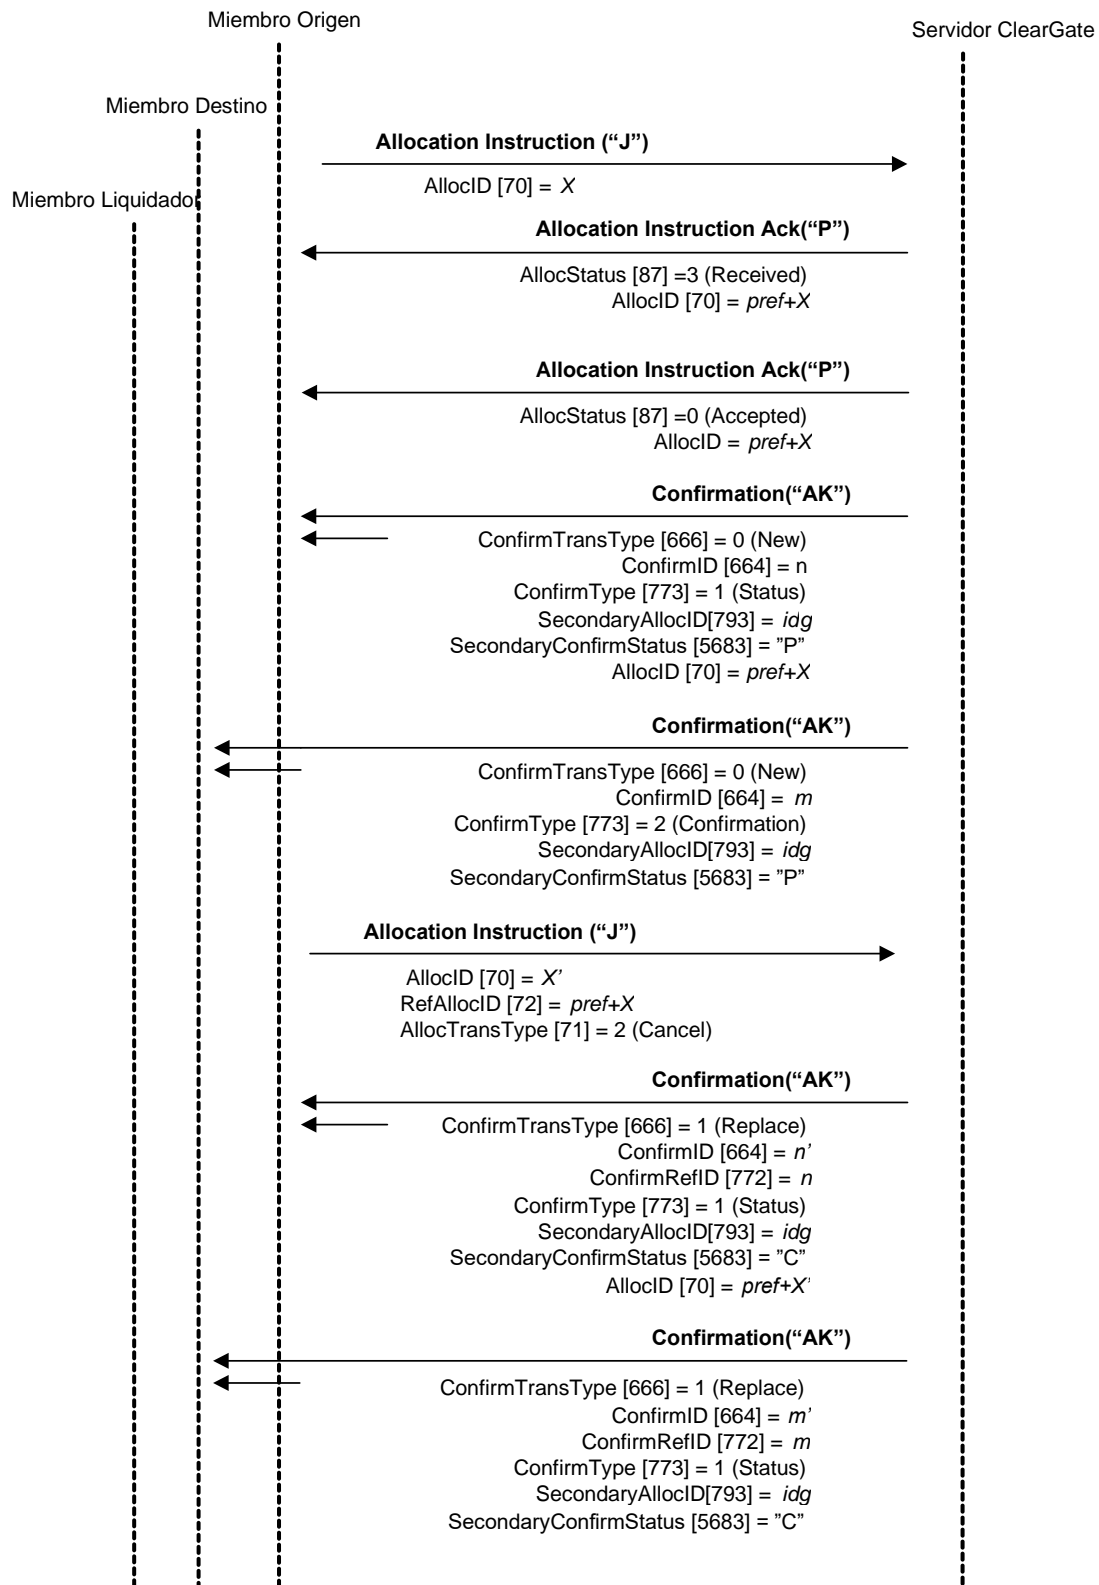 Miembro Origen
Servidor ClearGate
Miembro Destino
Allocation Instruction (“J”)
AllocID [70] = X
Miembro Liquidador
Allocation Instruction Ack(“P”)
AllocStatus [87] =3 (Received)
AllocID [70] = pref+X
Allocation Instruction Ack(“P”)
AllocStatus [87] =0 (Accepted)
AllocID = pref+X
Confirmation(“AK”)
ConfirmTransType [666] = 0 (New)
ConfirmID [664] = n
ConfirmType [773] = 1 (Status)
SecondaryAllocID[793] = idg
SecondaryConfirmStatus [5683] = ”P”
AllocID [70] = pref+X
Confirmation(“AK”)
ConfirmTransType [666] = 0 (New)
ConfirmID [664] = m
ConfirmType [773] = 2 (Confirmation)
SecondaryAllocID[793] = idg
SecondaryConfirmStatus [5683] = ”P”
Allocation Instruction (“J”)
AllocID [70] = X’
RefAllocID [72] = pref+X
AllocTransType [71] = 2 (Cancel)
Confirmation(“AK”)
ConfirmTransType [666] = 1 (Replace)
ConfirmID [664] = n’
ConfirmRefID [772] = n
ConfirmType [773] = 1 (Status)
SecondaryAllocID[793] = idg
SecondaryConfirmStatus [5683] = ”C”
AllocID [70] = pref+X’
Confirmation(“AK”)
ConfirmTransType [666] = 1 (Replace)
ConfirmID [664] = m’
ConfirmRefID [772] = m
ConfirmType [773] = 1 (Status)
SecondaryAllocID[793] = idg
SecondaryConfirmStatus [5683] = ”C”